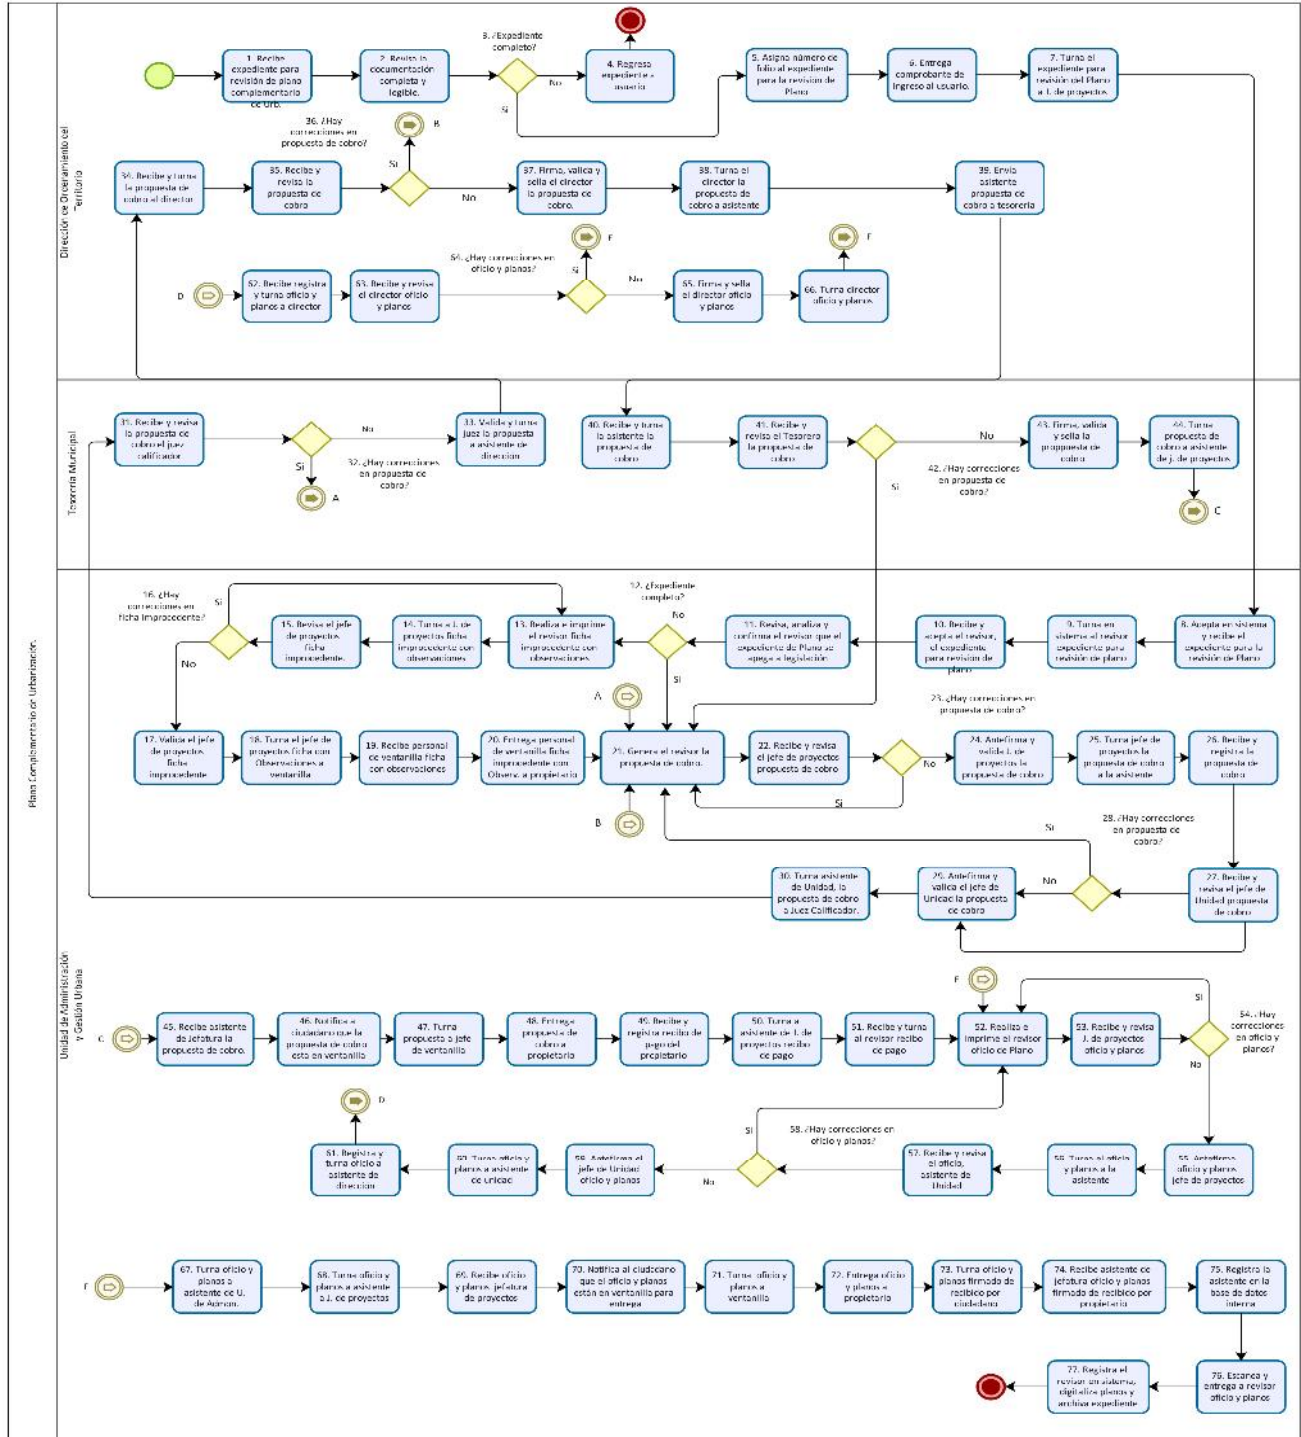 Plano Complementario de Urbanización.
Dirección de Ordenamiento del
Territorio
3. ¿Expediente
completo?
1. Recibe
expediente para
revisión de plano
complementario
de Urb.
2. Revisa la
documentación
completa y
legible.
No
Si
4. Regresa
expediente a
usuario
5. Asigna número de
folio al expediente
para la revisión de
Plano
6. Entrega
comprobante de
ingreso al usuario.
7. Turna el
expediente para
revisión del Plano
a J. de proyectos
36. ¿Hay
correcciones en
propuesta de cobro?
B
Si
No
34. Recibe y turna
la propuesta de
cobro al director
35. Recibe y
revisa la
propuesta de
cobro
37. Firma, valida y
sella el director
la propuesta de
cobro.
38. Turna el
director la
propuesta de
cobro a asistente
39. Envía
asistente
propuesta de
cobro a tesorería
64. ¿Hay correcciones en
oficio y planos?
Si
No
D
62. Recibe registra
y turna oficio y
planos a director
63. Recibe y revisa
el director oficio
y planos
65. Firma y sella
el director oficio
y planos
66. Turna director
oficio y planos
Tesorería Municipal
31. Recibe y revisa
la propuesta de
cobro el juez
calificador
No
Si
A
32. ¿Hay correcciones
en propuesta de
cobro?
33. Valida y turna
juez la propuesta
a asistente de
dirección
40. Recibe y turna
la asistente la
propuesta de
cobro
41. Recibe y
revisa el Tesorero
la propuesta de
cobro
No
Si
42. ¿Hay correcciones
en propuesta de
cobro?
43. Firma, valida
y sella la
propuesta de
cobro
44. Turna
propuesta de
cobro a asistente
de j. de proyectos
C
Unidad de Administración
y Gestión Urbana
16. ¿Hay
correcciones en
ficha improcedente?
Si
No
15. Revisa el jefe
de proyectos
ficha
improcedente.
14. Turna a J. de
proyectos ficha
improcedente con
observaciones
13. Realiza e imprime
el revisor ficha
improcedente con
observaciones
12. ¿Expediente
completo?
No
Si
11. Revisa, analiza y
confirma el revisor que el
expediente de Plano se
apega a legislación
10. Recibe y
acepta el revisor,
el expediente
para revisión de
plano
9. Turna en
sistema al revisor
expediente para
revisión de plano
8. Acepta en sistema
y recibe el
expediente para la
revisión de Plano
A
23. ¿Hay correcciones en
propuesta de cobro?
17. Valida el jefe
de proyectos
ficha
improcedente
18. Turna el jefe de
proyectos ficha con
Observaciones a
ventanilla
19. Recibe personal
de ventanilla ficha
con observaciones
20. Entrega personal
de ventanilla ficha
improcedente con
Observ. a propietario
21. Genera el revisor la
propuesta de cobro.
22. Recibe y revisa
el jefe de proyectos
propuesta de cobro
No
Si
24. Antefirma y
valida J. de
proyectos la
propuesta de cobro
25. Turna jefe de
proyectos la
propuesta de cobro
a la asistente
26. Recibe y
registra la
propuesta de
cobro
B
28. ¿Hay correcciones
en propuesta de
cobro?
Si
No
30. Turna asistente
de Unidad, la
propuesta de cobro
a Juez Calificador.
29. Antefirma y
valida el jefe de
Unidad la propuesta
de cobro
27. Recibe y
revisa el jefe de
Unidad propuesta
de cobro
C
45. Recibe asistente
de Jefatura la
propuesta de cobro.
46. Notifica a
ciudadano que la
propuesta de cobro
esta en ventanilla
47. Turna
propuesta a jefe
de ventanilla
48. Entrega
propuesta de
cobro a
propietario
49. Recibe y
registra recibo de
pago del
propietario
50. Turna a
asistente de J. de
proyectos recibo
de pago
51. Recibe y turna
al revisor recibo
de pago
52. Realiza e
imprime el revisor
oficio de Plano
53. Recibe y revisa
J. de proyectos
oficio y planos
Si
54. ¿Hay
correcciones
en oficio y
planos?
No
D
61. Registra y
turna oficio a
asistente de
dirección
60. Turna oficio y
planos a asistente
de unidad
59. Antefirma el
jefe de Unidad
oficio y planos
No
Si
58. ¿Hay correcciones en
oficio y planos?
57. Recibe y revisa
el oficio,
asistente de
Unidad
56. Turna el oficio
y planos a la
asistente
55. Antefirma
oficio y planos
jefe de proyectos
67. Turna oficio y
planos a
asistente de U.
de Admon.
68. Turna oficio y
planos a asistente
a J. de proyectos
69. Recibe oficio
y planos jefatura
de proyectos
70. Notifica al ciudadano
que el oficio y planos
están en ventanilla para
entrega
71. Turna oficio y
planos a
ventanilla
72. Entrega oficio
y planos a
propietario
73. Turna oficio y
planos firmada de
recibido por
ciudadano
74. Recibe asistente de
jefatura oficio y planos
firmada de recibido por
propietario
75. Registra la
asistente en la
base de datos
interna
77. Registra el
revisor en sistema,
digitaliza planos y
archiva expediente
76. Escanea y
entrega a revisor
oficio y planos